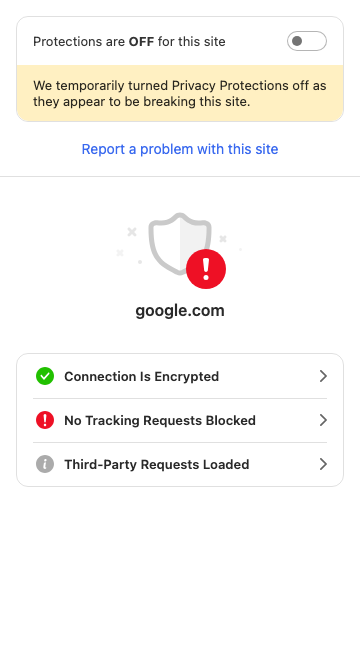 Protections are OFF for this site
We temporarily turned Privacy Protections off as
they appear to be breaking this site.
Report a problem with this site
google.com
Connection Is Encrypted
No Tracking Requests Blocked
Third-Party Requests Loaded